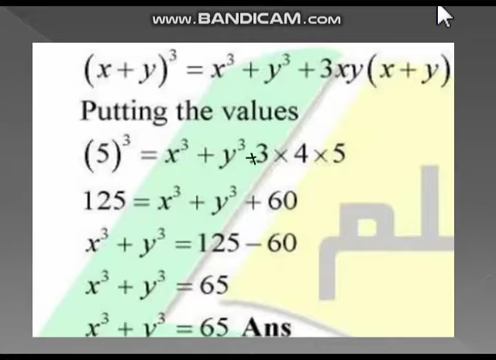 www.BANDICAM.com
(x+y)³ = x³ + y³ + 3xy(x+y)
Putting the values
(5)³ = x³ + y³ + 3 × 4 × 5
125 = x³ + y³ + 60
x³ + y³ = 125 – 60
x³ + y³ = 65
x³ + y³ = 65 Ans